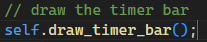 // draw the timer bar
self.draw_timer_bar();